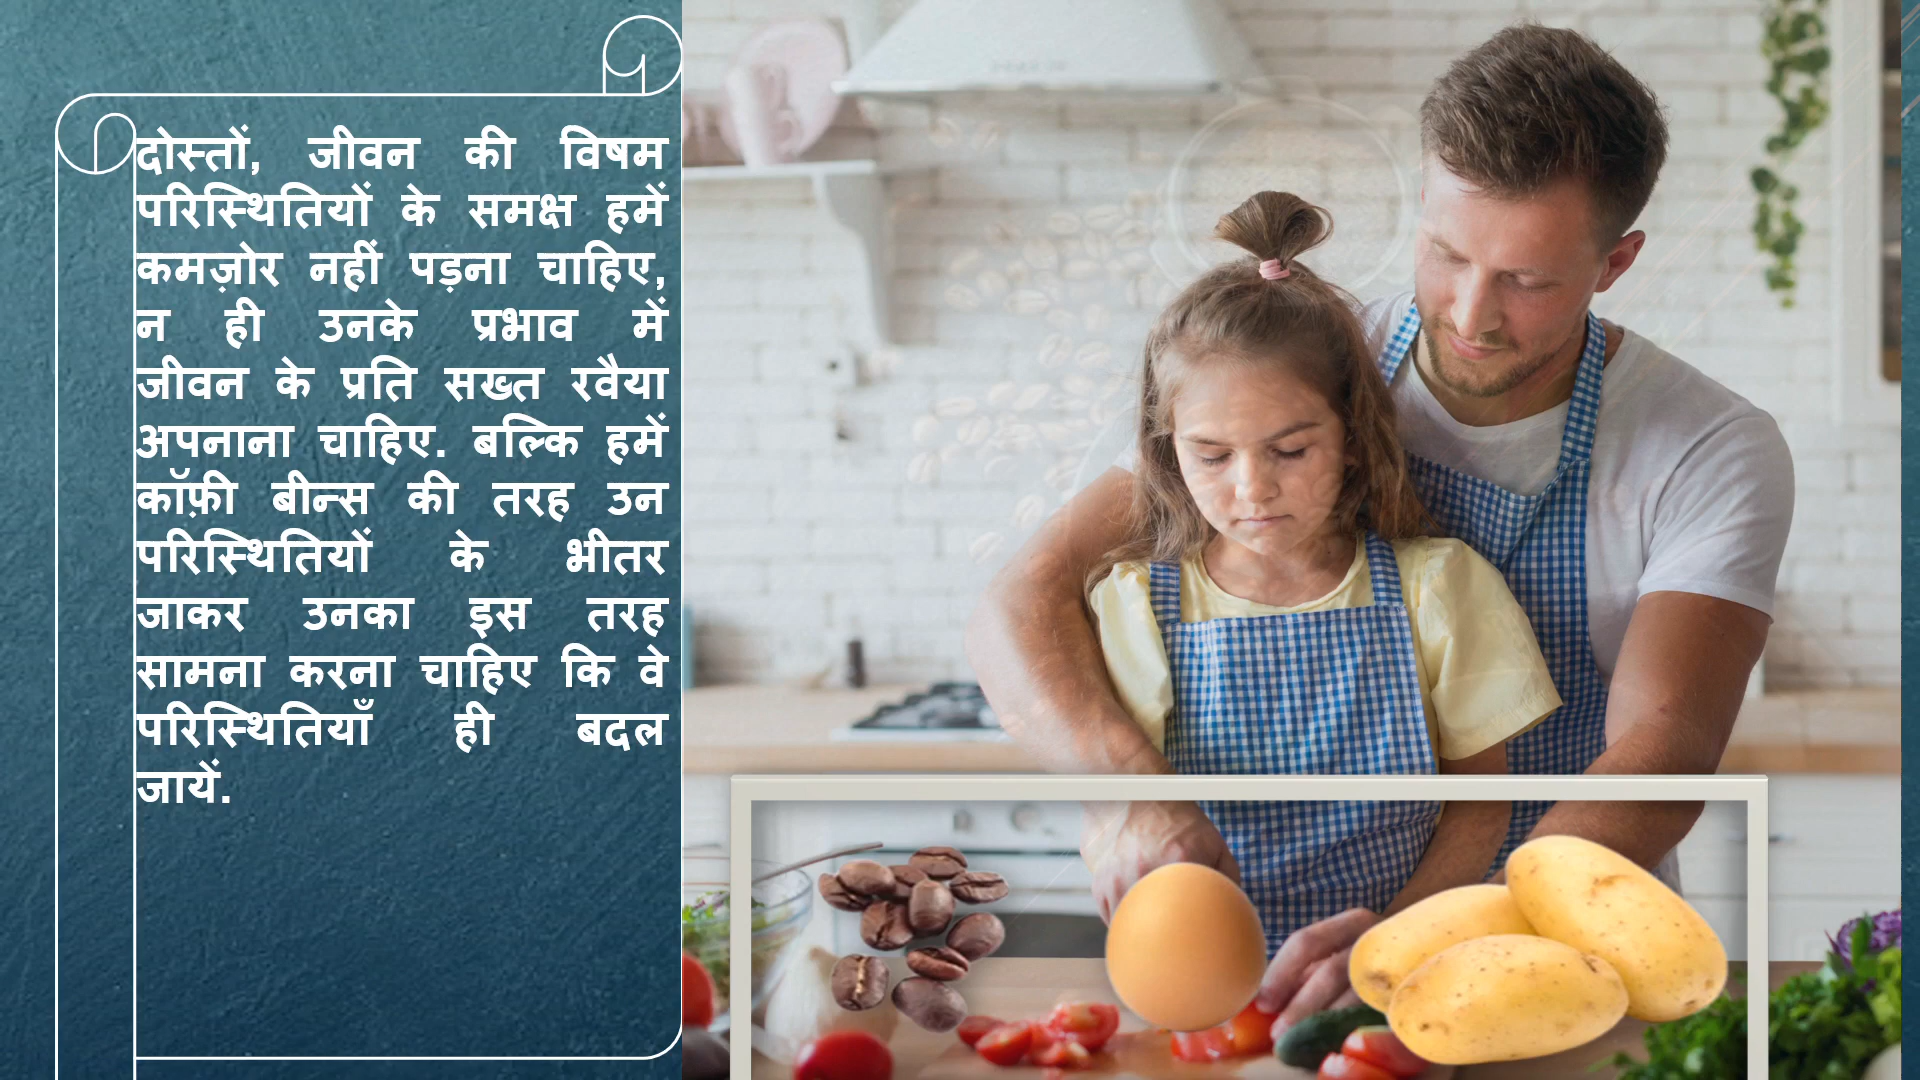 दोस्तों, जीवन की विषम
परिस्थितियों के समक्ष हमें
कमज़ोर नहीं पड़ना चाहिए,
न ही उनके प्रभाव में
जीवन के प्रति सख्त रवैया
अपनाना चाहिए. बल्कि हमें
कॉफ़ी बीन्स की तरह उन
परिस्थितियों के भीतर
जाकर उनका इस तरह
सामना करना चाहिए कि वे
परिस्थितियाँ ही बदल
जायें.